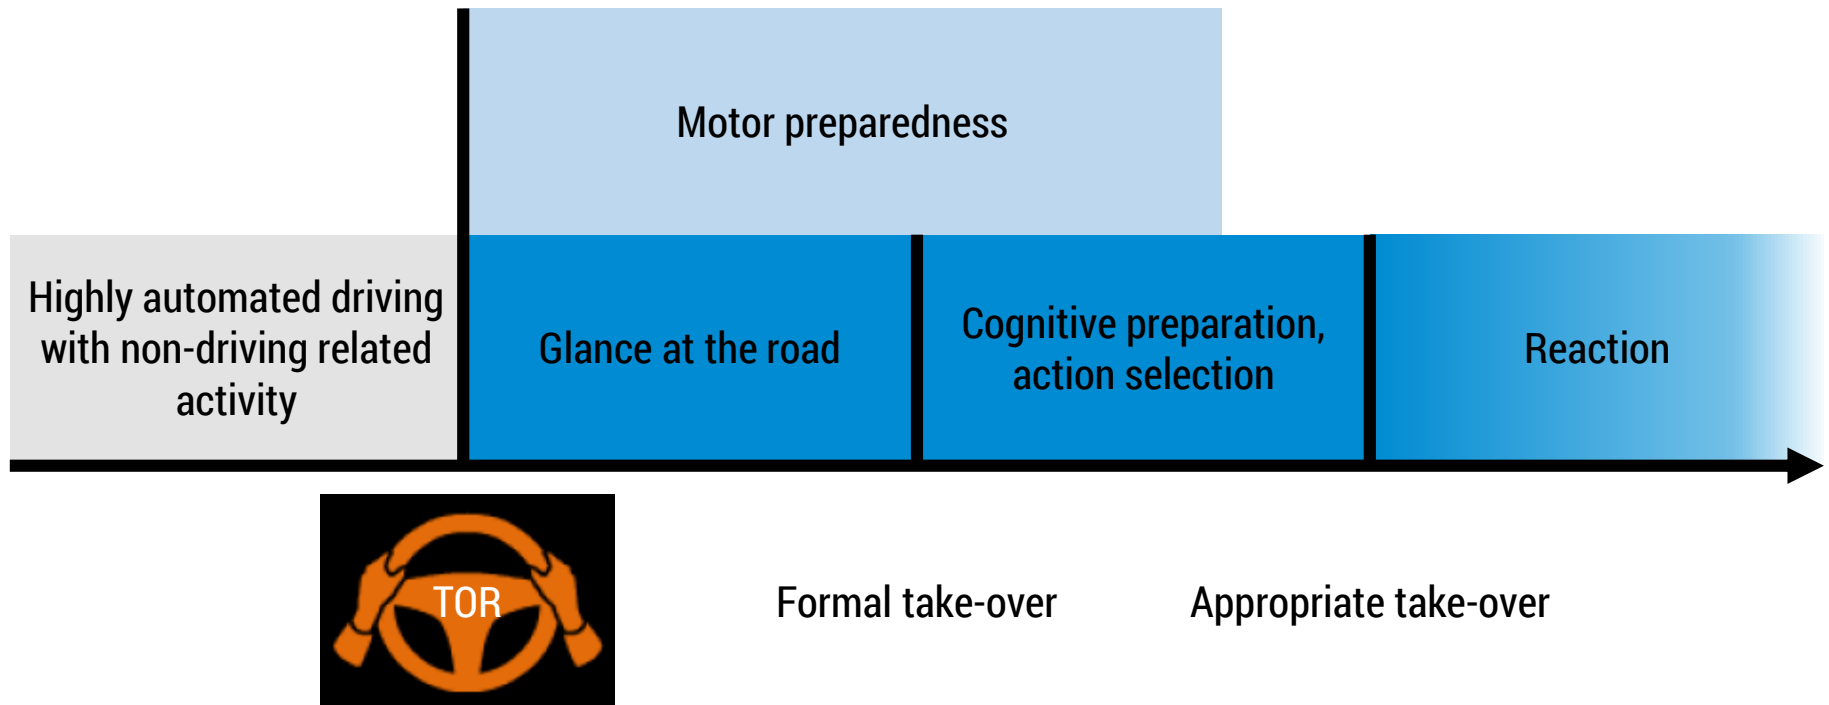 Motor preparedness
Highly automated driving
with non-driving related
activity
Glance at the road
Cognitive preparation,
action selection
Reaction
TOR
Formal take-over
Appropriate take-over